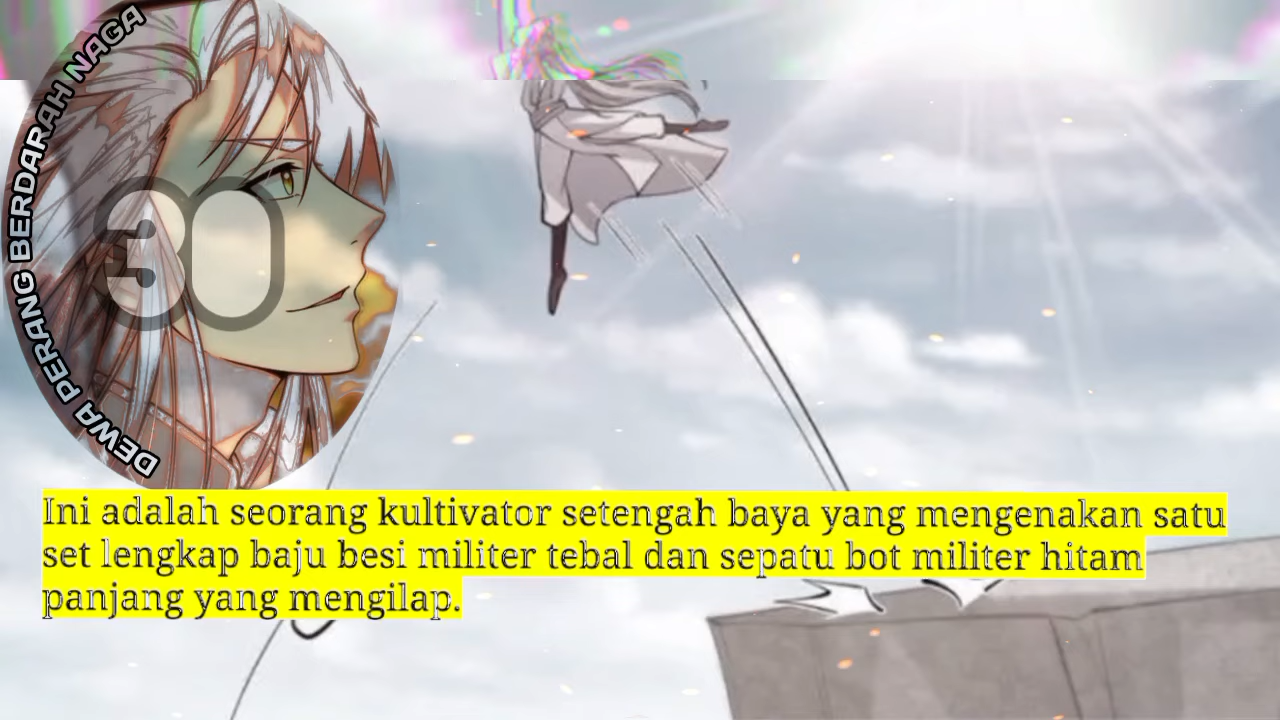 DEWA PERANG BERDARAH NAGA
30
Ini adalah seorang kultivator setengah baya yang mengenakan satu
set lengkap baju besi militer tebal dan sepatu bot militer hitam
panjang yang mengilap.